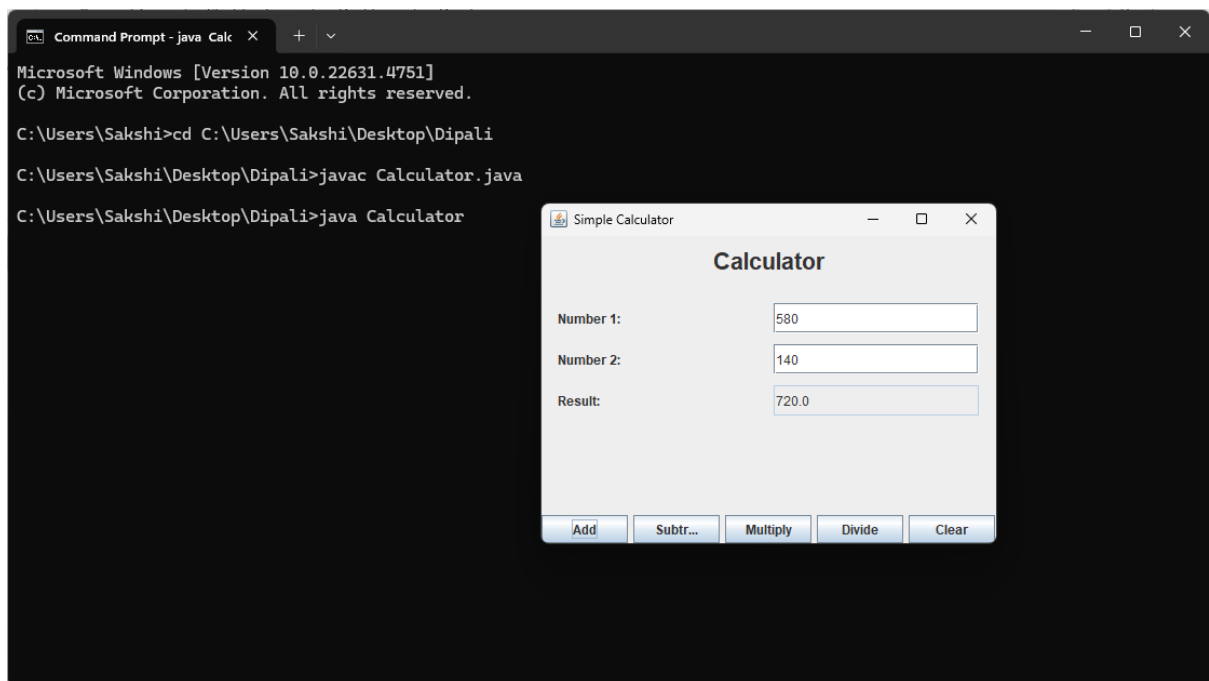 Command Prompt - java Calc
Microsoft Windows [Version 10.0.22631.4751]
(c) Microsoft Corporation. All rights reserved.
C:\Users\Sakshi>cd C:\Users\Sakshi\Desktop\Dipali
C:\Users\Sakshi\Desktop\Dipali>javac Calculator.java
C:\Users\Sakshi\Desktop\Dipali>java Calculator
Simple Calculator
Calculator
Number 1: 580
Number 2: 140
Result: 720.0
Add Subtr... Multiply Divide Clear